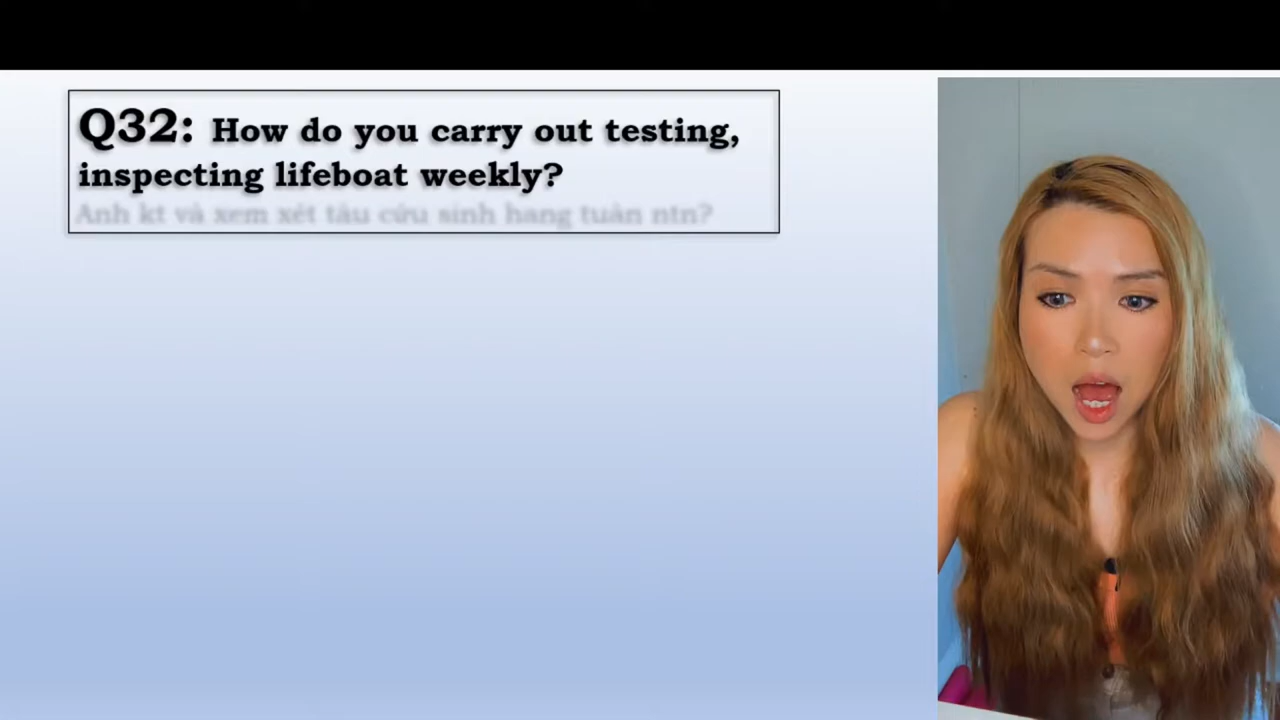 Q32: How do you carry out testing,
inspecting lifeboat weekly?
Anh kt và xem xét tàu cứu sinh hang tuần ntn?